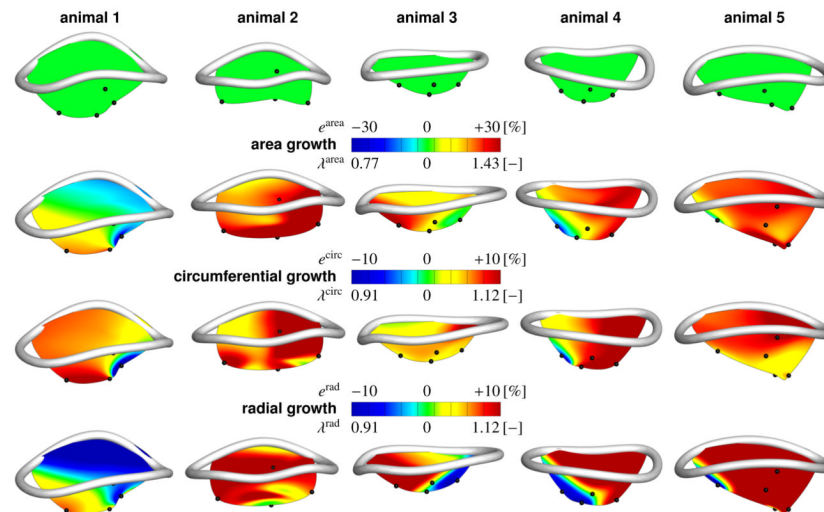 animal 1 animal 2 animal 3 animal 4 animal 5
e^area −30 0 +30 [%]
area growth
λ^area 0.77 0 1.43 [−]
e^circ −10 0 +10 [%]
circumferential growth
λ^circ 0.91 0 1.12 [−]
e^rad −10 0 +10 [%]
radial growth
λ^rad 0.91 0 1.12 [−]